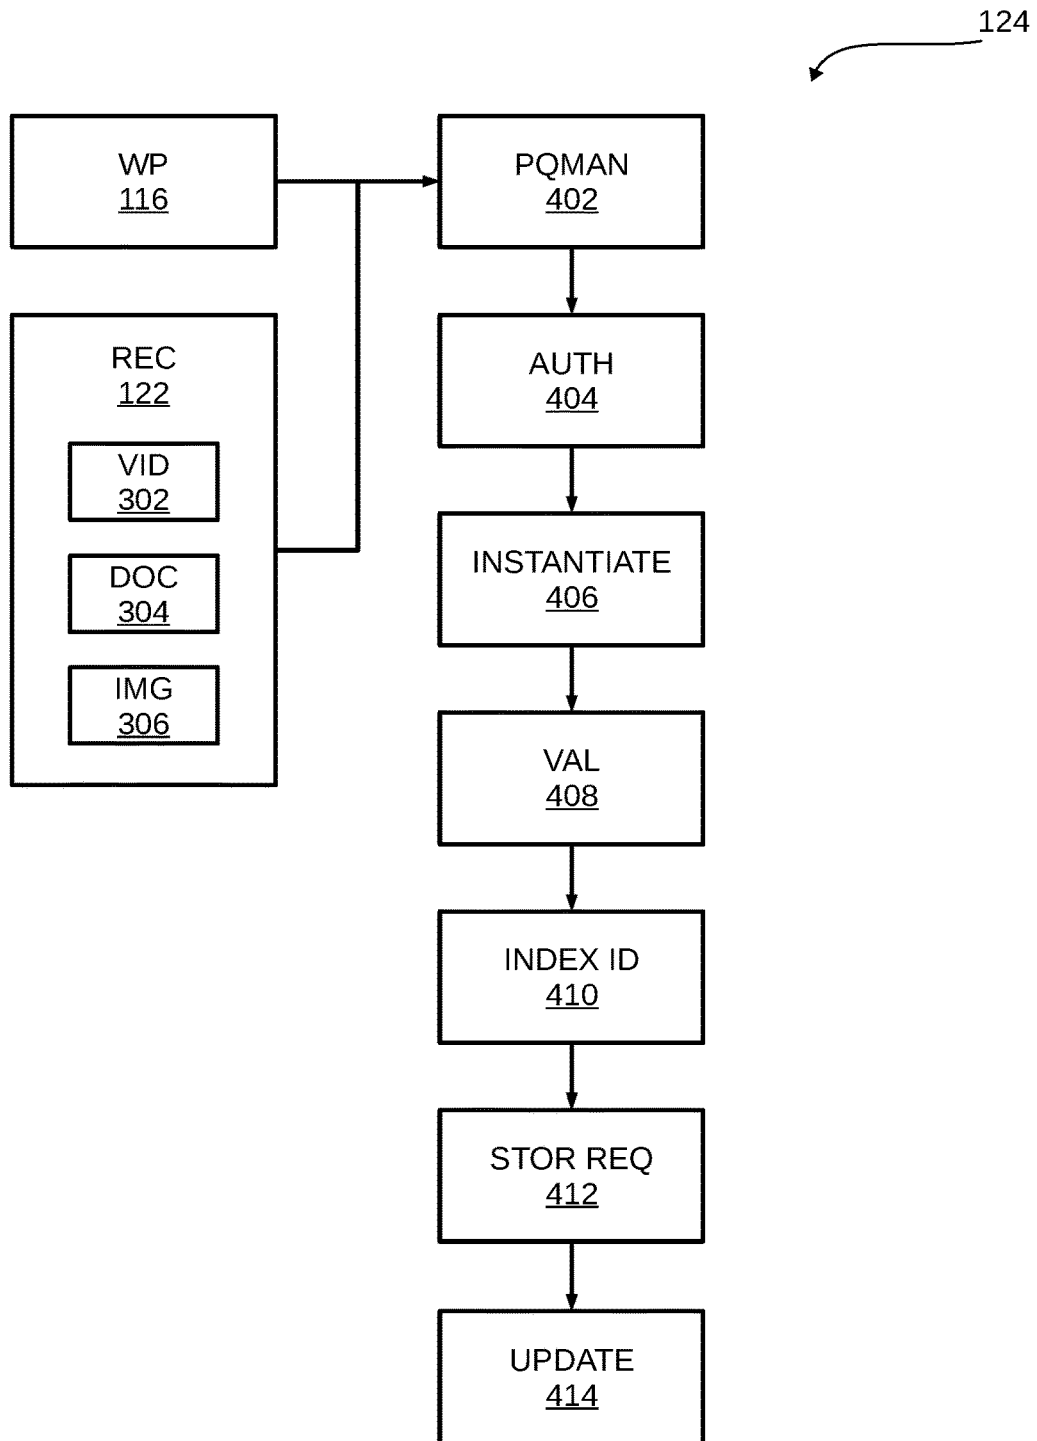 124
WP
116
PQMAN
402
REC
122
VID
302
DOC
304
IMG
306
AUTH
404
INSTANTIATE
406
VAL
408
INDEX ID
410
STOR REQ
412
UPDATE
414